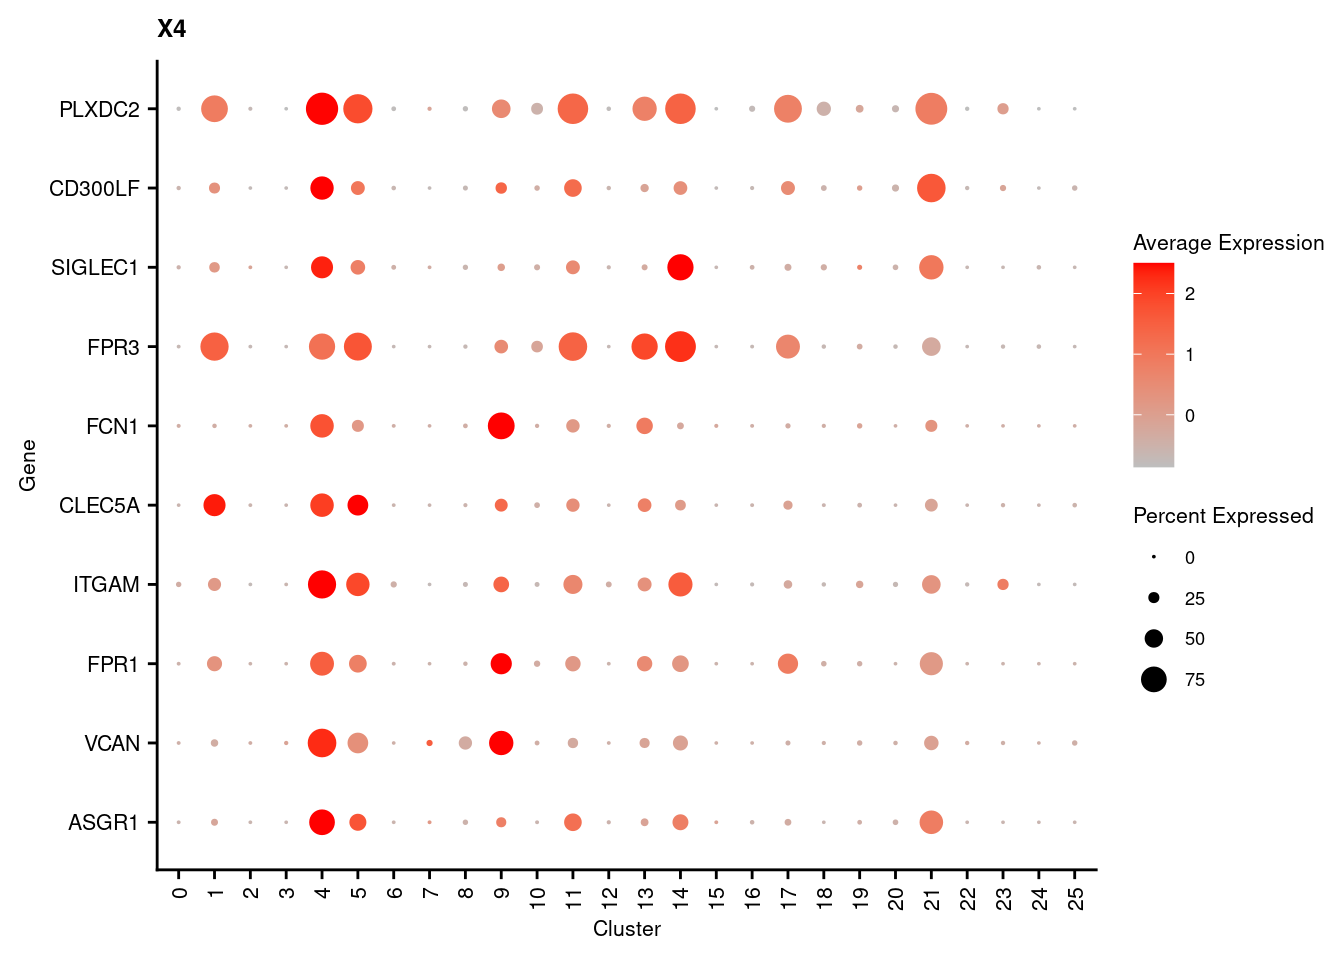 X4
PLXDC2
CD300LF
SIGLEC1
FPR3
FCN1
CLEC5A
ITGAM
FPR1
VCAN
ASGR1
Gene
0 1 2 3 4 5 6 7 8 9 10 11 12 13 14 15 16 17 18 19 20 21 22 23 24 25
Cluster
Average Expression
2
1
0
Percent Expressed
0
25
50
75